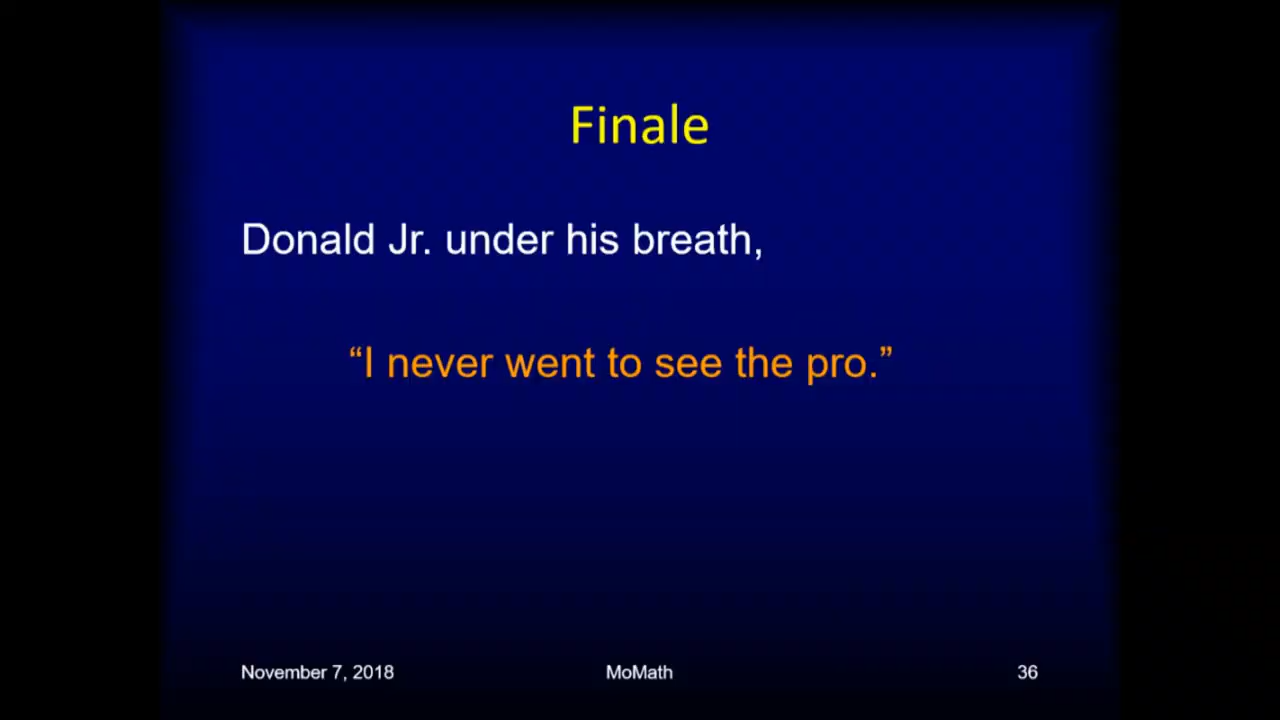 Finale
Donald Jr. under his breath,
“I never went to see the pro.”
November 7, 2018 MoMath 36